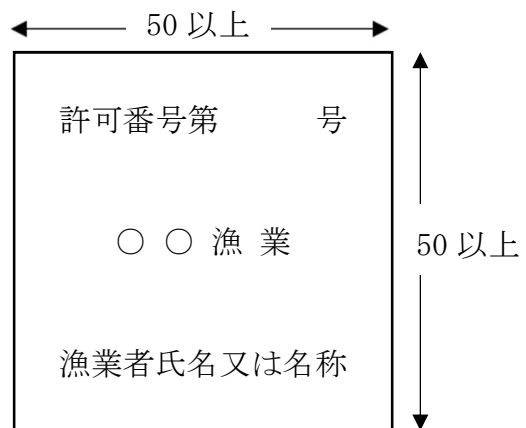 50 以上
許可番号第　　　号
○ ○ 漁 業
50 以上
漁業者氏名又は名称